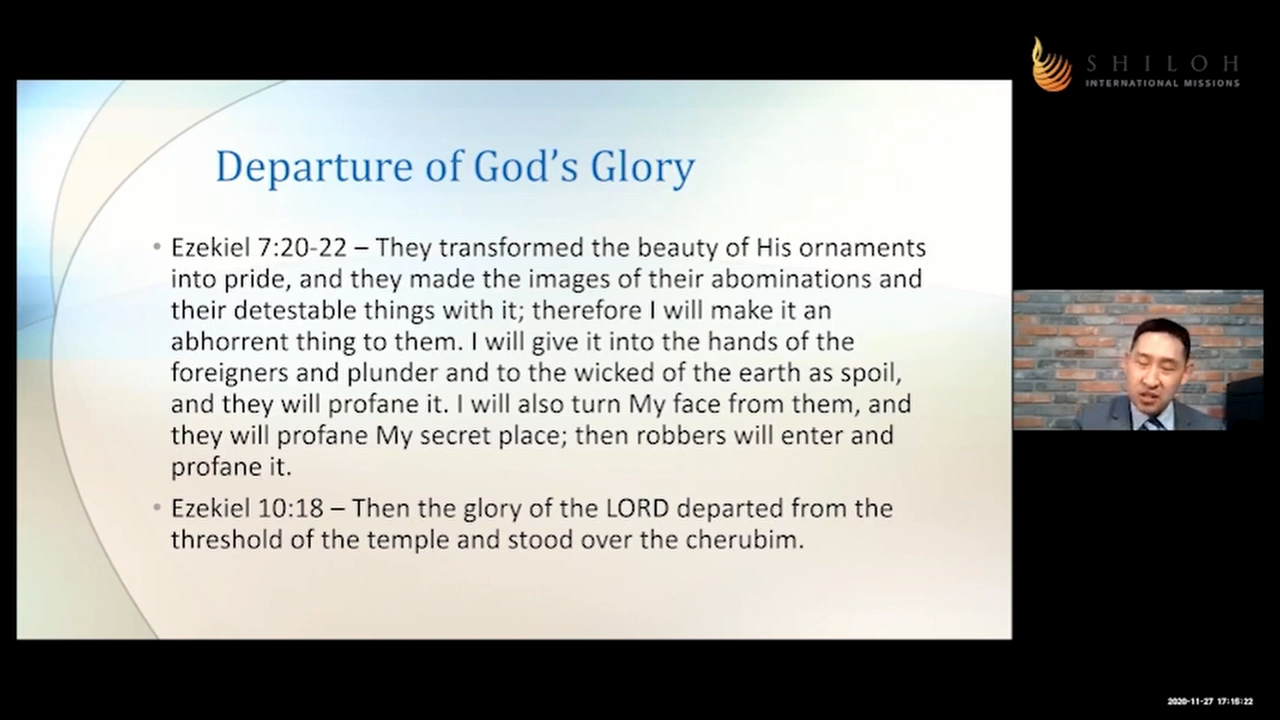 SHILOH
INTERNATIONAL MISSIONS
Departure of God’s Glory
• Ezekiel 7:20-22 – They transformed the beauty of His ornaments
into pride, and they made the images of their abominations and
their detestable things with it; therefore I will make it an
abhorrent thing to them. I will give it into the hands of the
foreigners and plunder and to the wicked of the earth as spoil,
and they will profane it. I will also turn My face from them, and
they will profane My secret place; then robbers will enter and
profane it.
• Ezekiel 10:18 – Then the glory of the LORD departed from the
threshold of the temple and stood over the cherubim.
2020-11-27 17:15:22